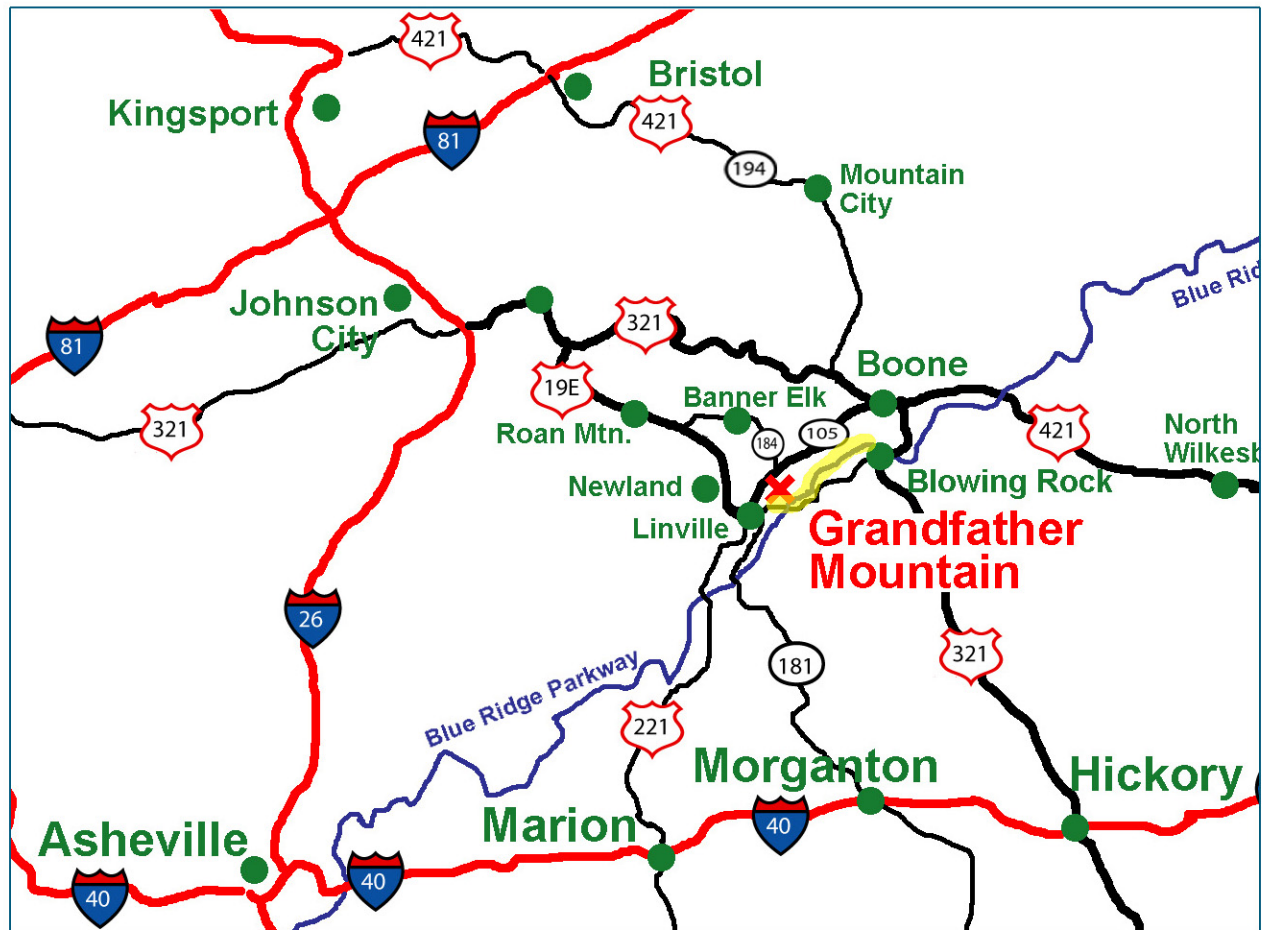 421
Bristol
Kingsport
81
421
194
Mountain
City
Blue Rid
Johnson
City
321
81
Boone
19E
Banner Elk
321
Roan Mtn.
184
105
421
North
Wilkesb
Newland
Blowing Rock
Linville
Grandfather
Mountain
26
181
321
Blue Ridge Parkway
221
Morganton
Hickory
Marion
40
Asheville
40
40